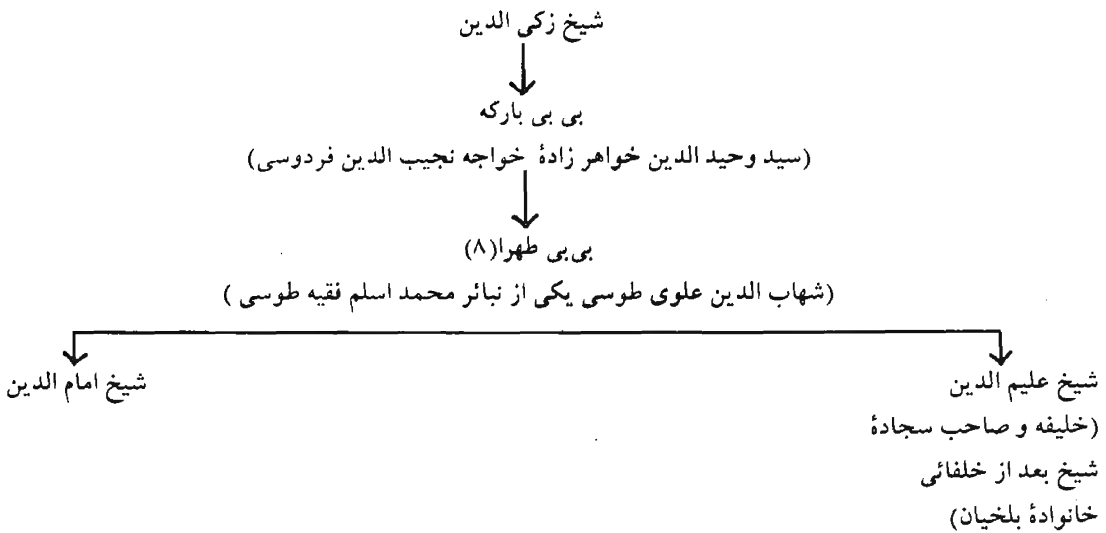 شیخ زکی الدین
بی بی بارکه
(سید وحید الدین خواهر زادهٔ خواجه نجیب الدین فردوسی)
بی بی طهرا(۸)
(شهاب الدین علوی طوسی یکی از نبائر محمد اسلم فقیه طوسی )
شیخ علیم الدین
(خلیفه و صاحب سجادهٔ
شیخ بعد از خلفائی
خانوادهٔ بلخیان)
شیخ امام الدین